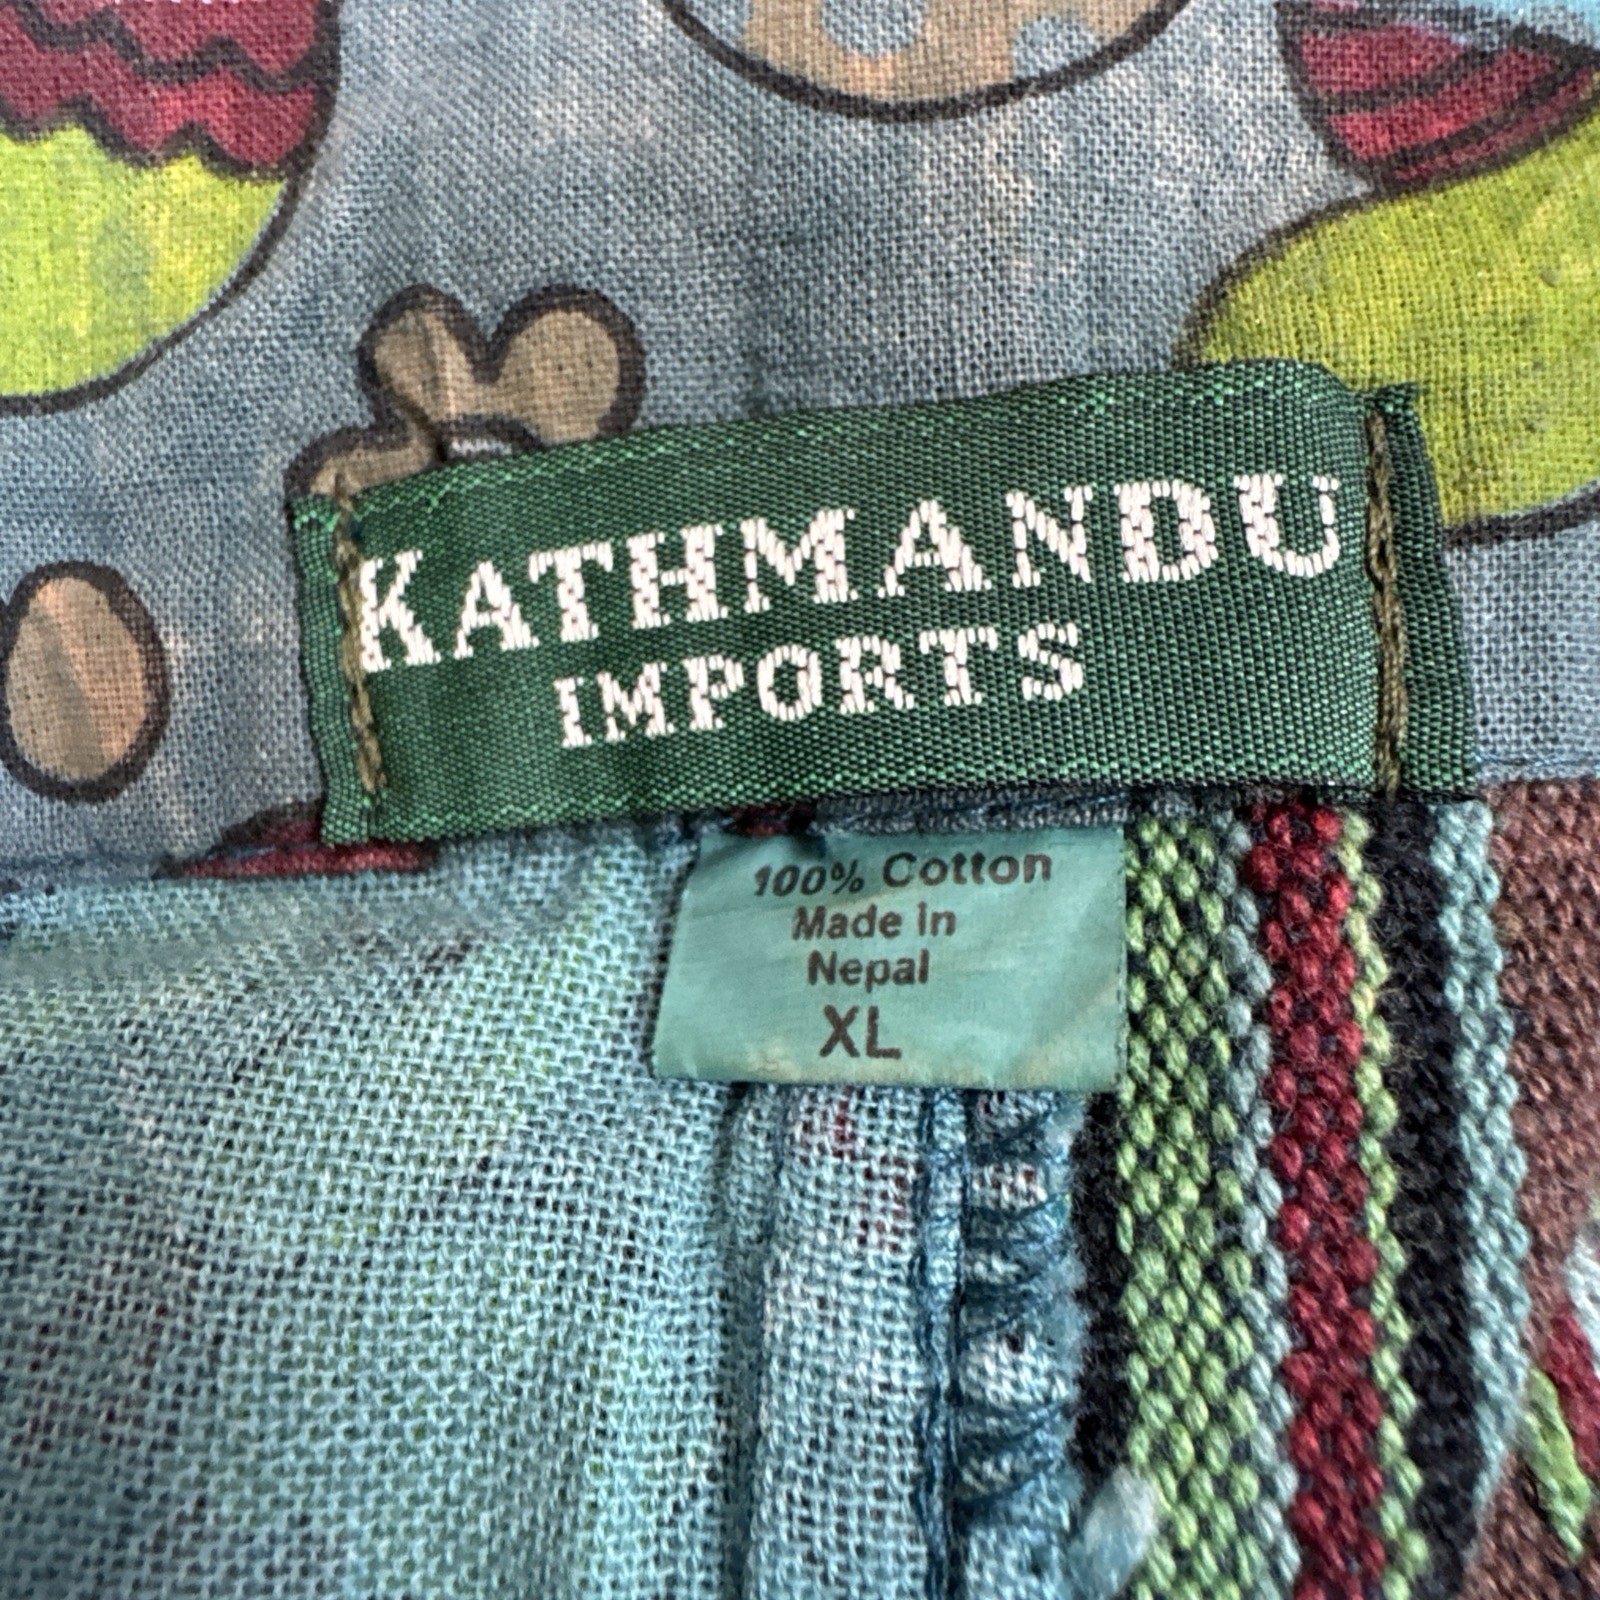 KATHMANDU
IMPORTS
100% Cotton
Made in
Nepal
XL